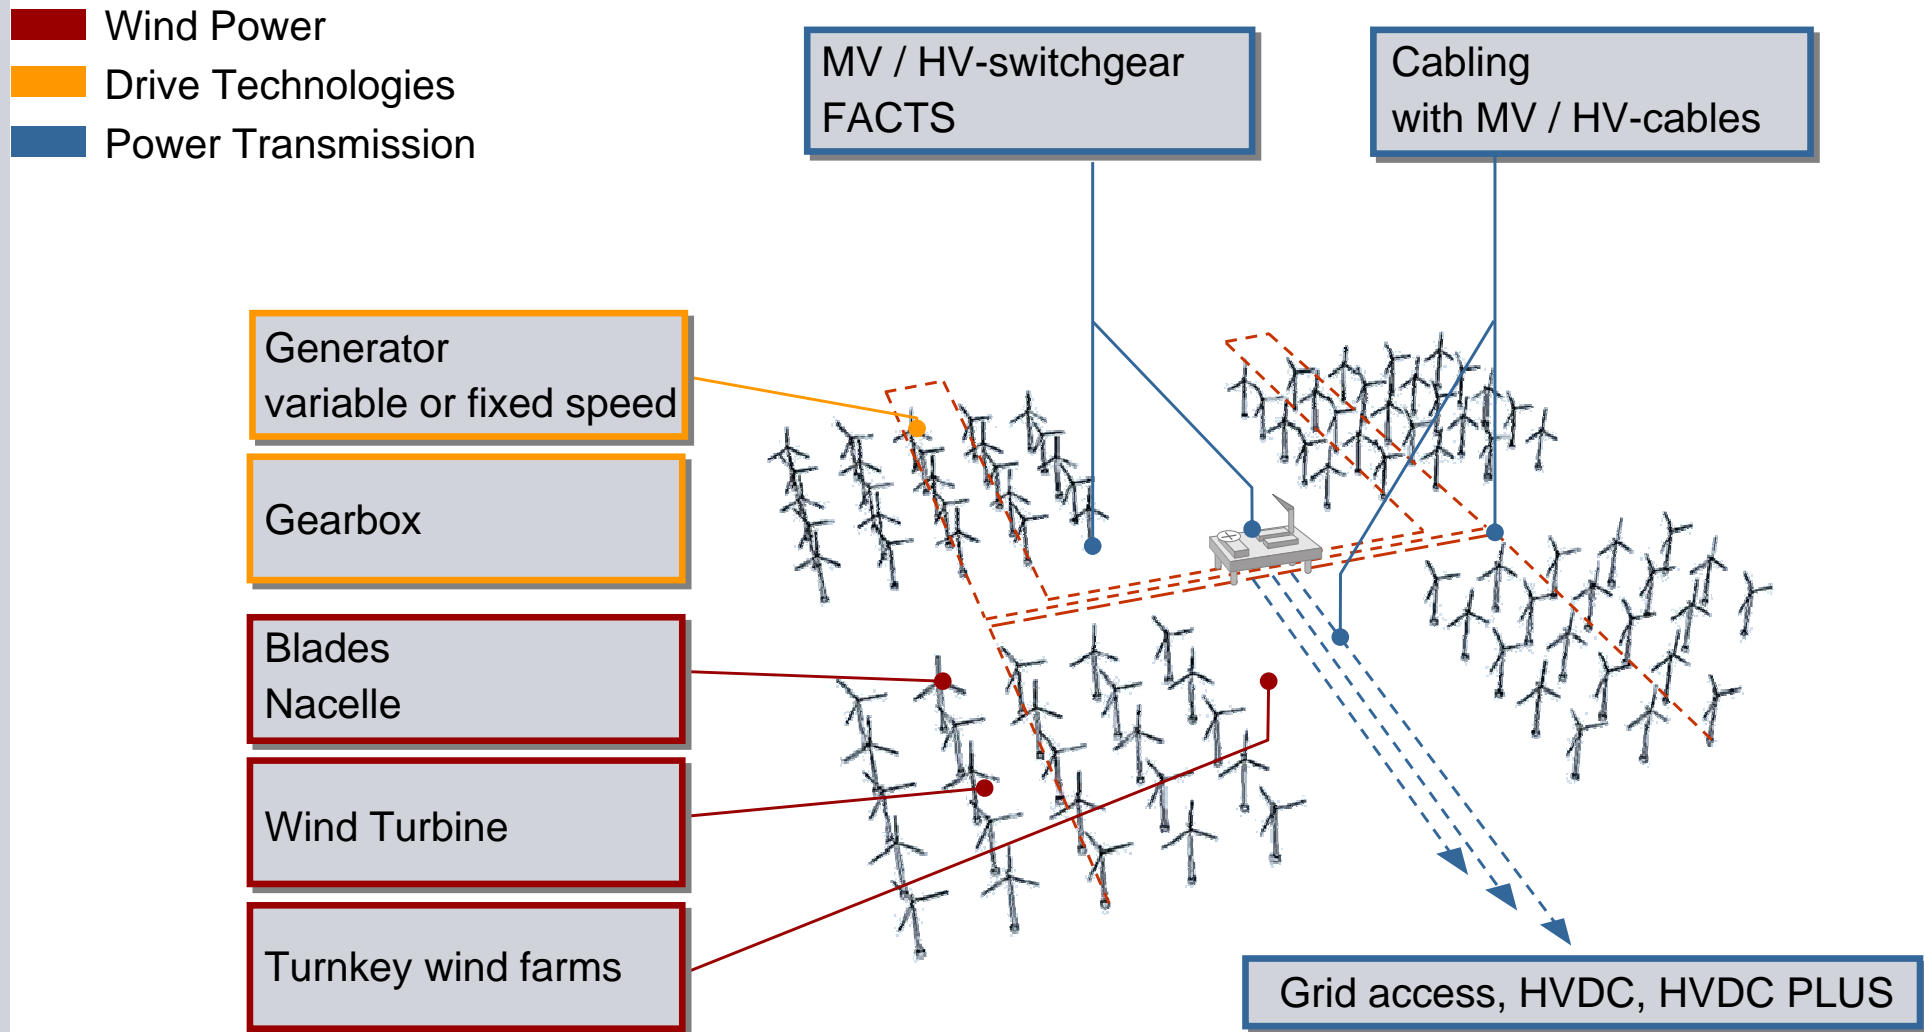 Wind Power
Drive Technologies
Power Transmission
MV / HV-switchgear
FACTS
Cabling
with MV / HV-cables
Generator
variable or fixed speed
Gearbox
Blades
Nacelle
Wind Turbine
Turnkey wind farms
Grid access, HVDC, HVDC PLUS